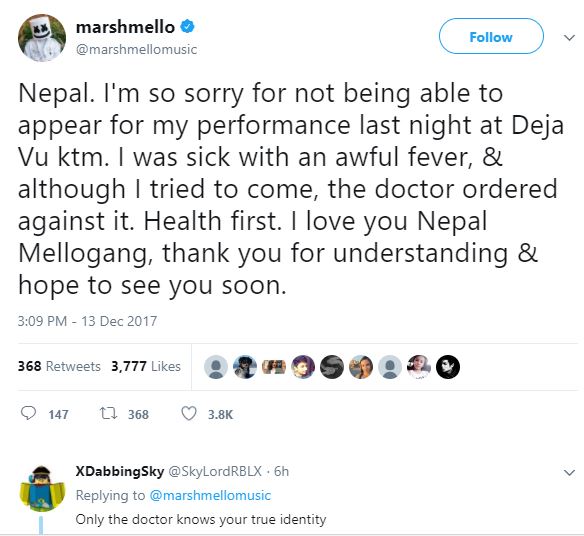 marshmello
@marshmellomusic
Follow
Nepal. I'm so sorry for not being able to
appear for my performance last night at Deja
Vu ktm. I was sick with an awful fever, &
although I tried to come, the doctor ordered
against it. Health first. I love you Nepal
Mellogang, thank you for understanding &
hope to see you soon.
3:09 PM - 13 Dec 2017
368 Retweets 3,777 Likes
147 368 3.8K
XDabbingSky @SkyLordRBLX · 6h
Replying to @marshmellomusic
Only the doctor knows your true identity